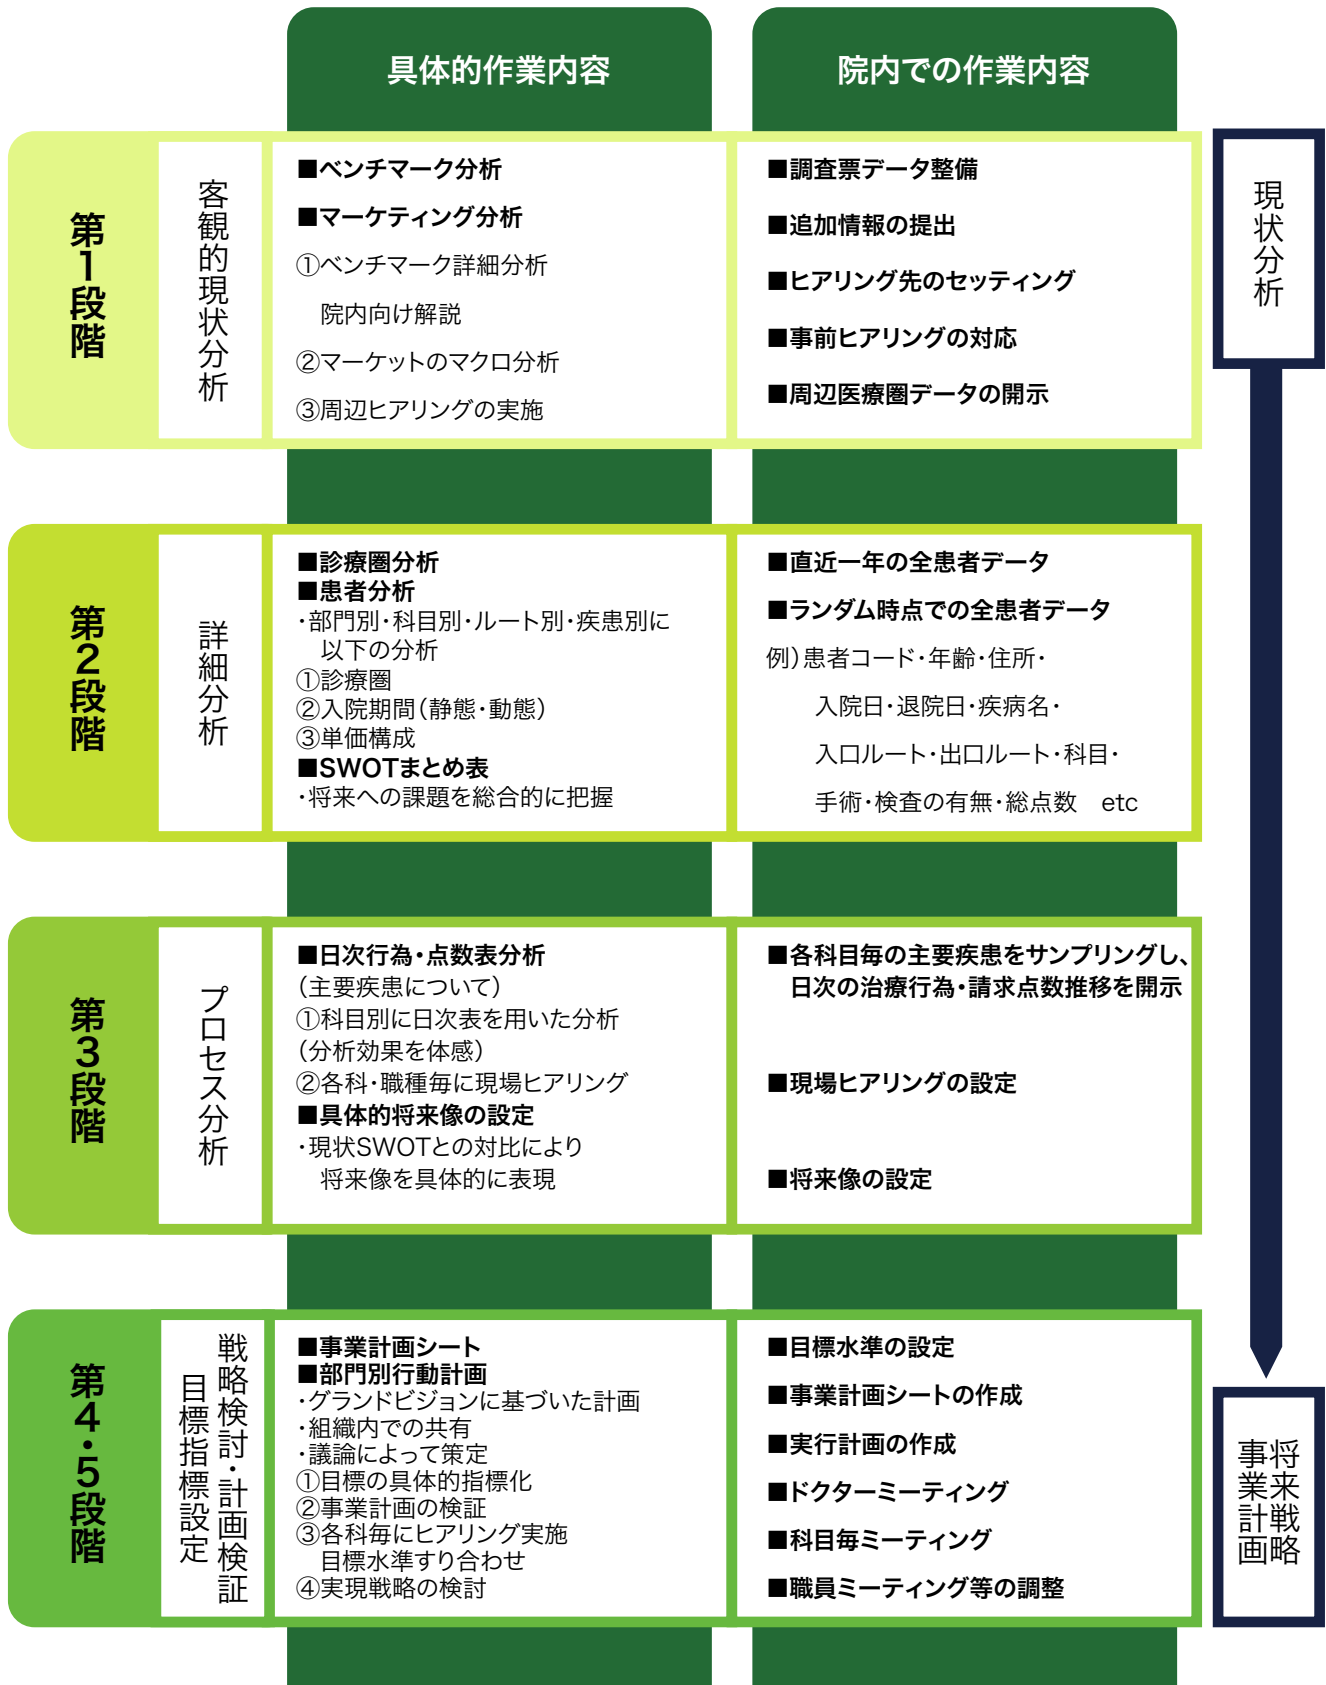 具体的作業内容
院内での作業内容
第1段階
客観的現状分析
■ベンチマーク分析
■マーケティング分析
①ベンチマーク詳細分析
院内向け解説
②マーケットのマクロ分析
③周辺ヒアリングの実施
■調査票データ整備
■追加情報の提出
■ヒアリング先のセッティング
■事前ヒアリングの対応
■周辺医療圏データの開示
現状分析
第2段階
詳細分析
■診療圏分析
■患者分析
・部門別・科目別・ルート別・疾患別に
以下の分析
①診療圏
②入院期間（静態・動態）
③単価構成
■SWOTまとめ表
・将来への課題を総合的に把握
■直近一年の全患者データ
■ランダム時点での全患者データ
例）患者コード・年齢・住所・
入院日・退院日・疾病名・
入口ルート・出口ルート・科目・
手術・検査の有無・総点数　etc
第3段階
プロセス分析
■日次行為・点数表分析
（主要疾患について）
①科目別に日次表を用いた分析
（分析効果を体感）
②各科・職種毎に現場ヒアリング
■具体的将来像の設定
・現状SWOTとの対比により
将来像を具体的に表現
■各科目毎の主要疾患をサンプリングし、
日次の治療行為・請求点数推移を開示
■現場ヒアリングの設定
■将来像の設定
第4・5段階
戦略検討・計画検証
目標指標設定
■事業計画シート
■部門別行動計画
・グランドビジョンに基づいた計画
・組織内での共有
・議論によって策定
①目標の具体的指標化
②事業計画の検証
③各科毎にヒアリング実施
目標水準すり合わせ
④実現戦略の検討
■目標水準の設定
■事業計画シートの作成
■実行計画の作成
■ドクターミーティング
■科目毎ミーティング
■職員ミーティング等の調整
将来戦略
事業計画